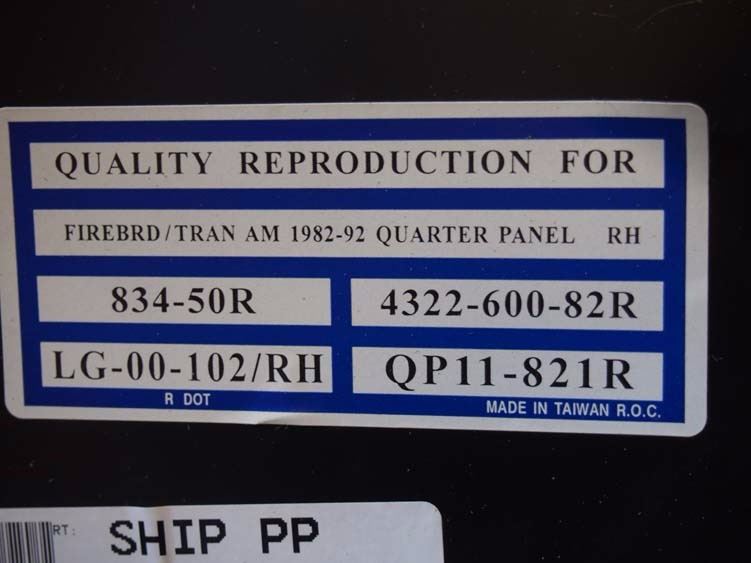 QUALITY REPRODUCTION FOR
FIREBRD/TRAN AM 1982-92 QUARTER PANEL RH
834-50R 4322-600-82R
LG-00-102/RH QP11-821R
R DOT MADE IN TAIWAN R.O.C.
RT: SHIP PP